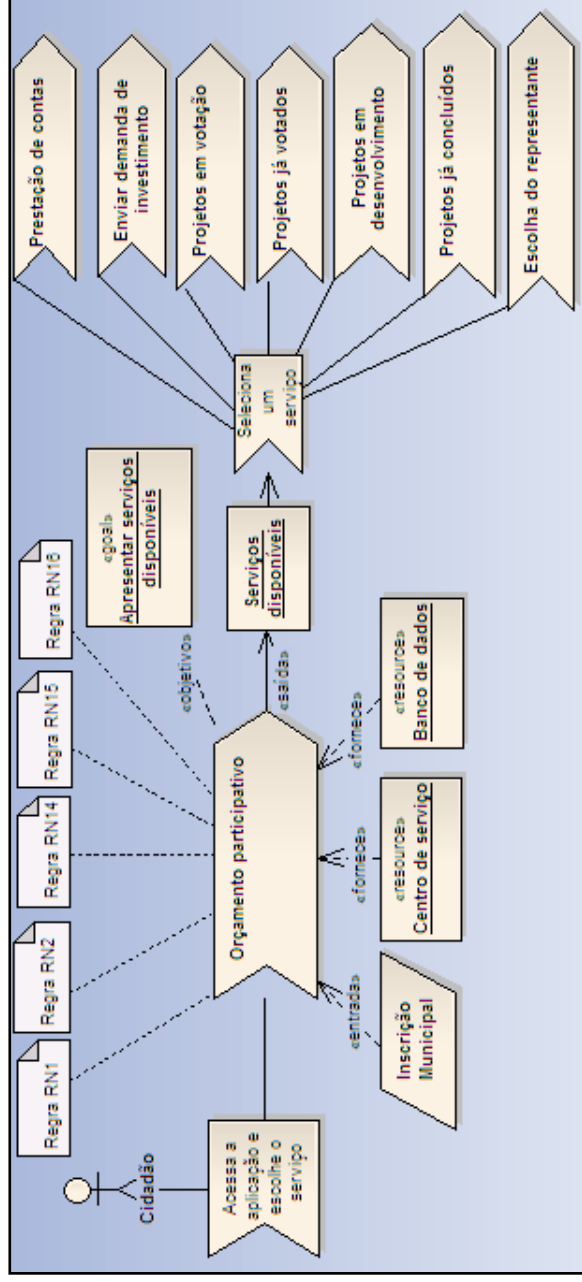 Regra RN1
Regra RN2
Regra RN14
Regra RN15
Regra RN16
Cidadão
Acessa a
aplicação e
escolhe o
serviço
Orçamento participativo
«objetivo»
«goal»
Apresentar serviços
disponíveis
«saída»
Serviços
disponíveis
Seleciona
um
serviço
«entrada»
Inscrição
Municipal
«fornece»
«resource»
Centro de serviço
«fornece»
«resource»
Banco de dados
Prestação de contas
Enviar demanda de
investimento
Projetos em votação
Projetos já votados
Projetos em
desenvolvimento
Projetos já concluídos
Escolha do representante